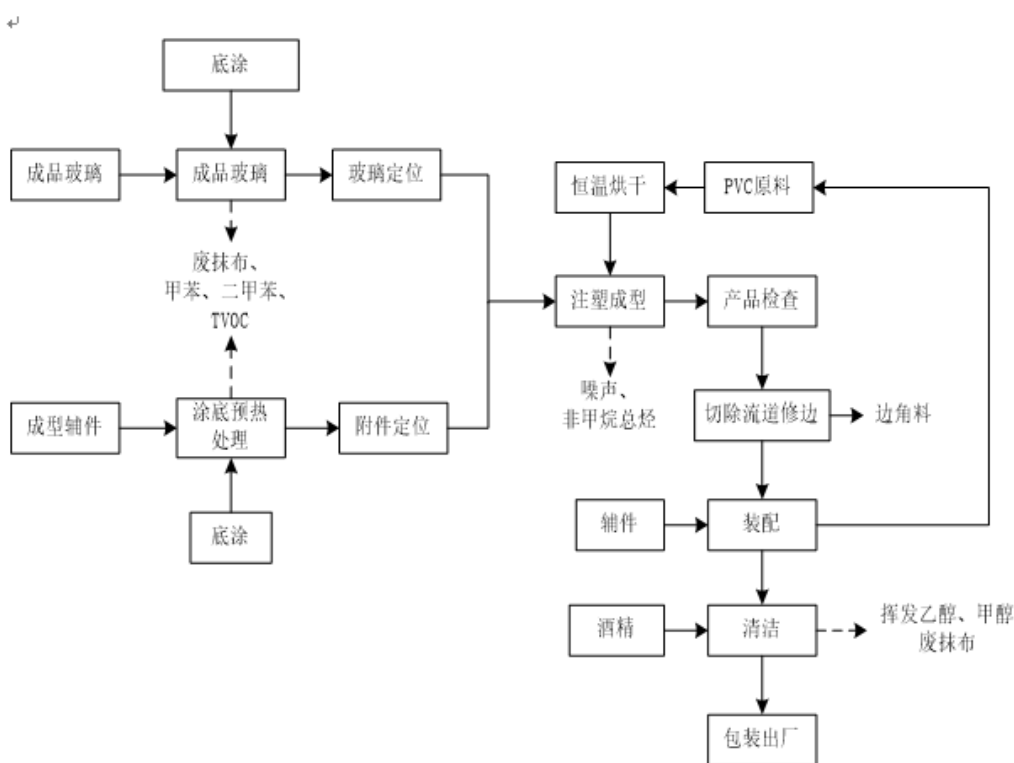 底涂
成品玻璃
成品玻璃
玻璃定位
恒温烘干
PVC原料
废抹布、
甲苯、二甲苯、
TVOC
注塑成型
产品检查
噪声、
非甲烷总烃
成型辅件
涂底预热
处理
附件定位
切除流道修边
边角料
底涂
辅件
装配
酒精
清洁
挥发乙醇、甲醇
废抹布
包装出厂